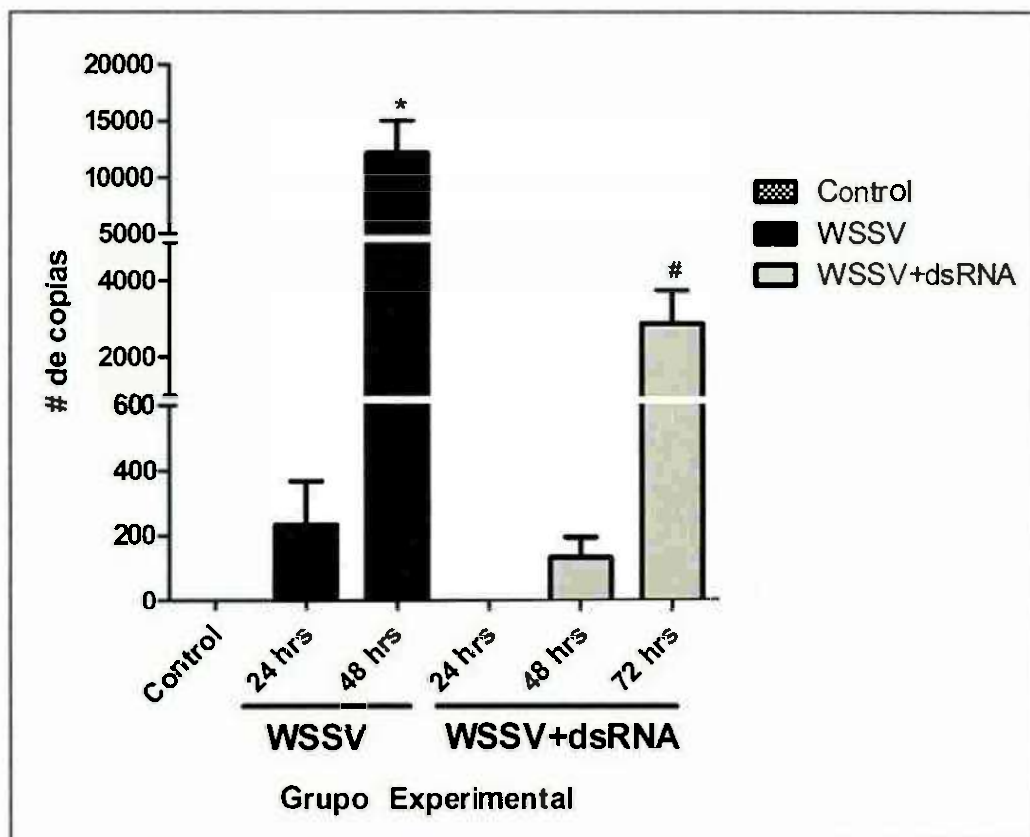 20000
15000
10000
5000
4000
2000
600
400
200
0
# de copias
*
#
Control
WSSV
WSSV+dsRNA
Control
24 hrs
48 hrs
24 hrs
48 hrs
72 hrs
WSSV
WSSV+dsRNA
Grupo Experimental